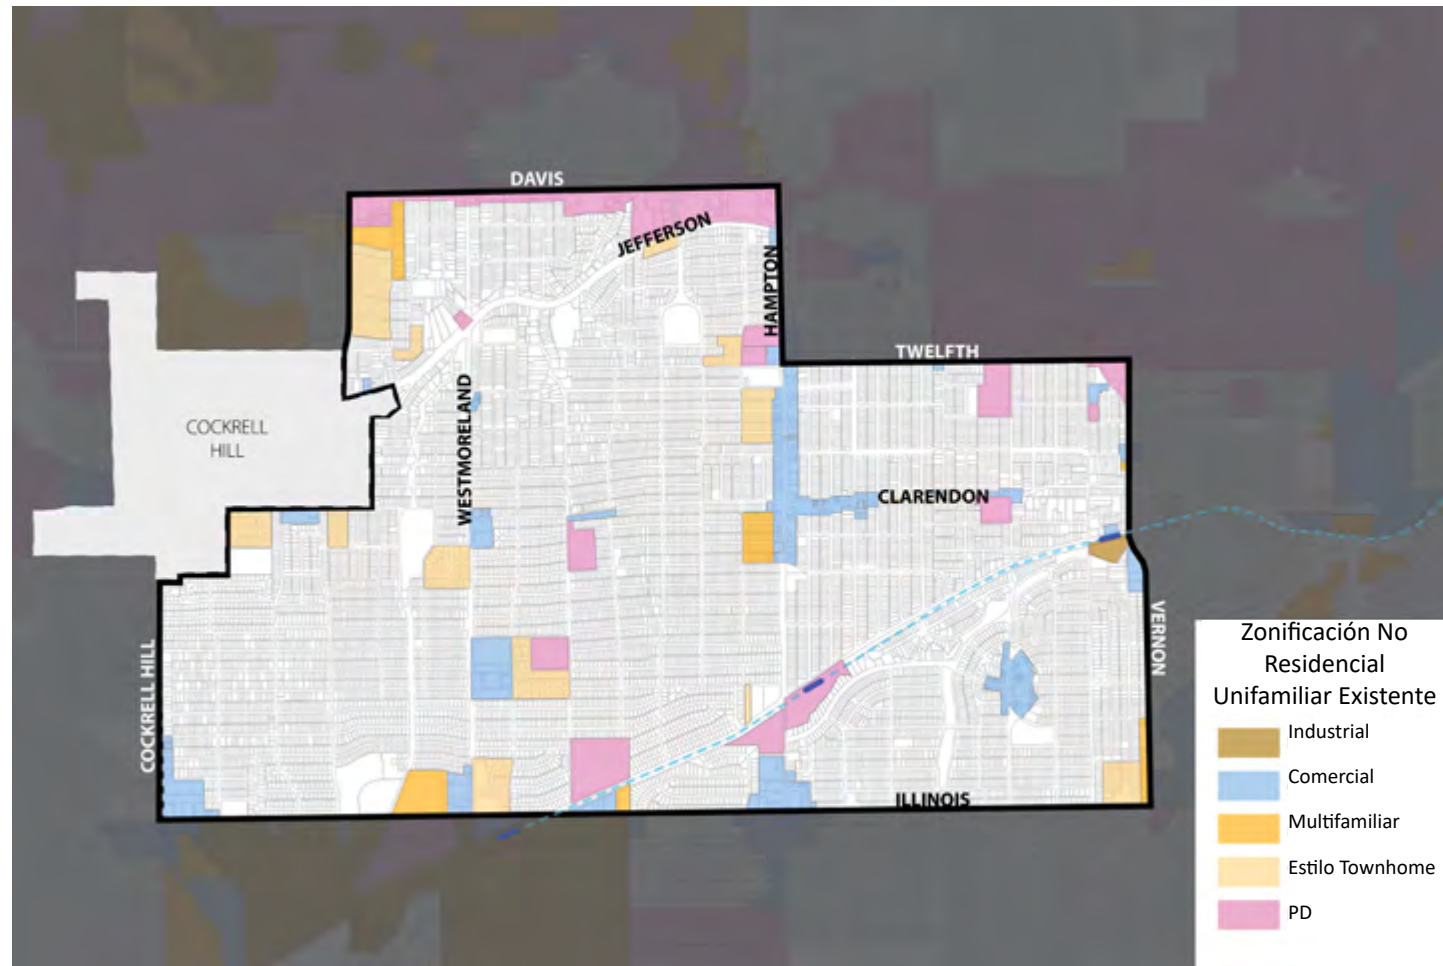 DAVIS
JEFFERSON
HAMPTON
TWELFTH
COCKRELL
HILL
WESTMORELAND
CLARENDON
VERNON
COCKRELL HILL
ILLINOIS
Zonificación No
Residencial
Unifamiliar Existente
Industrial
Comercial
Multifamiliar
Estilo Townhome
PD